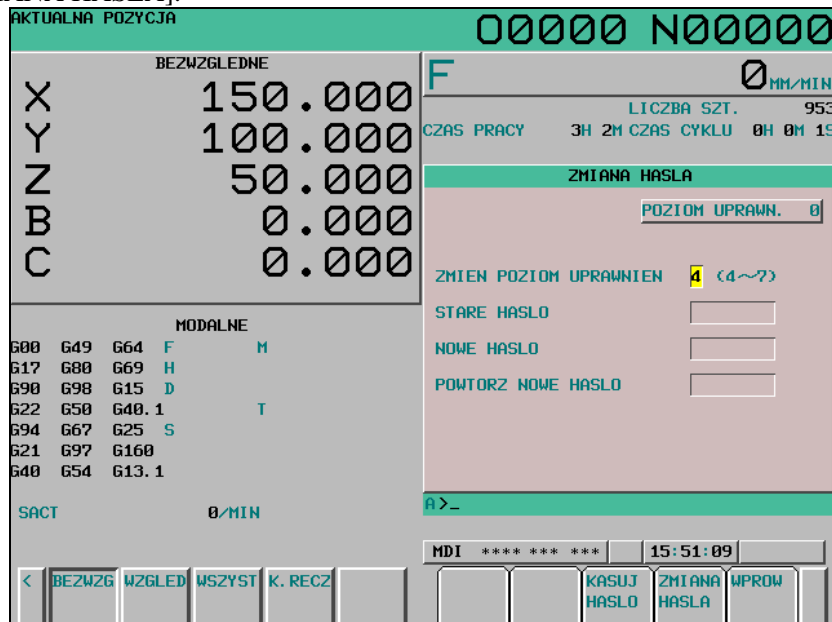 AKTUALNA POZYCJA
O0000 N00000
BEZWZGLEDNE
X 150.000
Y 100.000
Z 50.000
B 0.000
C 0.000
F 0 MM/MIN
LICZBA SZT. 953
CZAS PRACY 3H 2M CZAS CYKLU 0H 0M 1S
ZMIANA HASLA
POZIOM UPRAWN. 0
ZMIEN POZIOM UPRAWNIEN 4 (4~7)
STARE HASLO
NOWE HASLO
POWTORZ NOWE HASLO
MODALNE
G00 G49 G64 F M
G17 G80 G69 H
G90 G98 G15 D
G22 G50 G40.1 T
G94 G67 G25 S
G21 G97 G160
G40 G54 G13.1
SACT 0/MIN
A>_
MDI **** *** *** 15:51:09
< BEZWZG WZGLED WSZYST K.RECZ
KASUJ HASLO ZMIANA HASLA WPROW